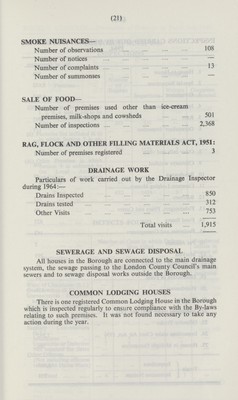 (21)
SMOKE NUISANCES—
Number of observations ... ... ... ... 108
Number of notices ... ... ... ... —
Number of complaints ... ... ... ... 13
Number of summonses ... ... ... ... —
SALE OF FOOD—
Number of premises used other than ice-cream
premises, milk-shops and cowsheds ... ... 501
Number of inspections ... ... ... ... 2,368
RAG, FLOCK AND OTHER FILLING MATERIALS ACT, 1951:
Number of premises registered ... ... ... 3
DRAINAGE WORK
Particulars of work carried out by the Drainage Inspector
during 1964:—
Drains Inspected ... ... ... ... 850
Drains tested ... ... ... ... 312
Other Visits ... ... ... ... 753
Total visits ... 1,915
SEWERAGE AND SEWAGE DISPOSAL
All houses in the Borough are connected to the main drainage
system, the sewage passing to the London County Council's main
sewers and to sewage disposal works outside the Borough.
COMMON LODGING HOUSES
There is one registered Common Lodging House in the Borough
which is inspected regularly to ensure compliance with the By-laws
relating to such premises. It was not found necessary to take any
action during the year.